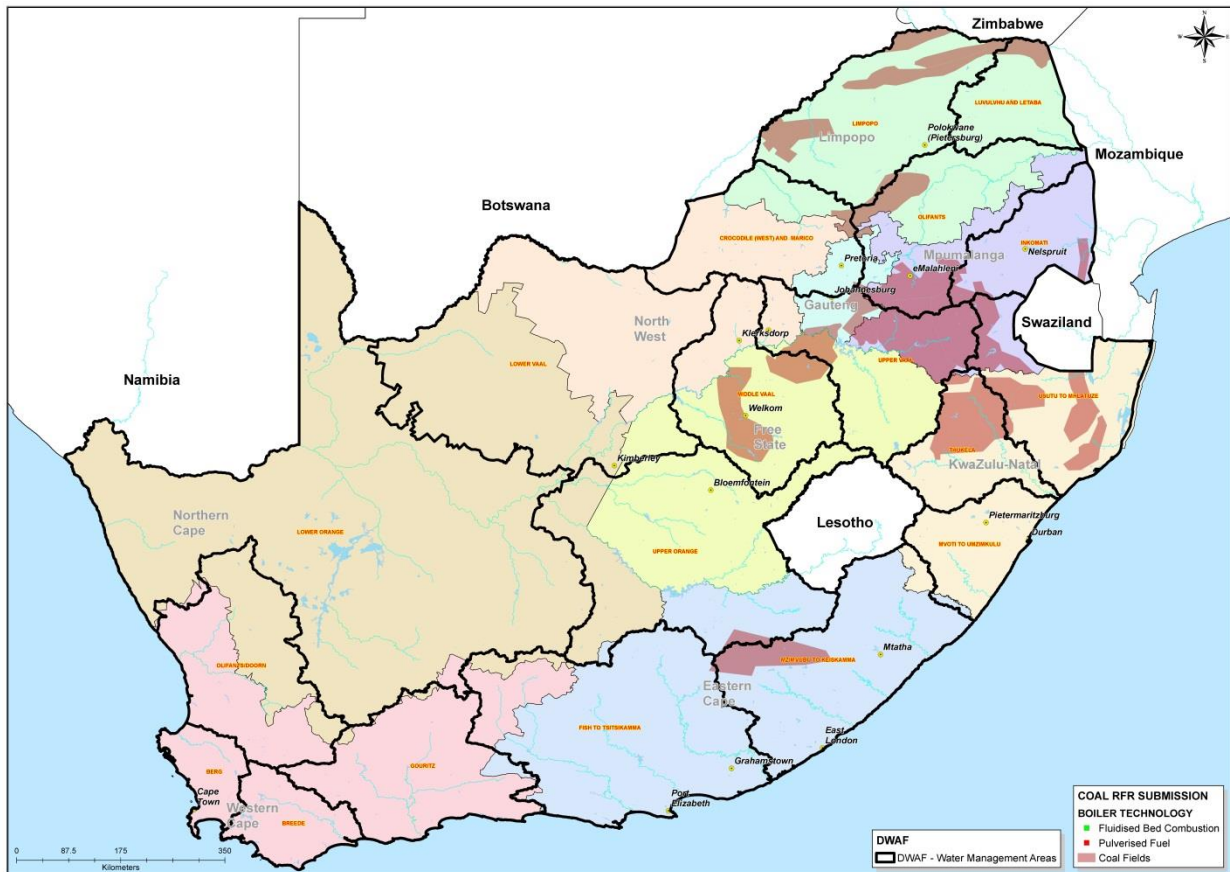 Zimbabwe
N
LUVULVHU AND LETABA
LIMPOPO
Limpopo
Polokwane
(Pietersburg)
Mozambique
Botswana
OLIFANTS
CROCODILE (WEST) AND MARICO
INKOMATI
Nelspruit
Mpumalanga
Pretoria
eMalahleni
Johannesburg
Gauteng
Swaziland
North
West
Klerksdorp
Namibia
LOWER VAAL
UPPER VAAL
MIDDLE VAAL
USUTU TO MHLATUZE
Welkom
Free
State
THUKELA
KwaZulu-Natal
Kimberley
Bloemfontein
Northern
Cape
LOWER ORANGE
Lesotho
Pietermaritzburg
Durban
MVOTI TO UMZIMKULU
UPPER ORANGE
Mtatha
MZIMVUBU TO KEISKAMMA
OLIFANTS/DOORN
Eastern
Cape
FISH TO TSITSIKAMMA
East
London
GOURITZ
Grahamstown
BERG
Cape
Town
Port
Elizabeth
Western
Cape
BREEDE
0 87.5 175 350
Kilometers
DWAF
DWAF - Water Management Areas
COAL RFR SUBMISSION
BOILER TECHNOLOGY
Fluidised Bed Combustion
Pulverised Fuel
Coal Fields